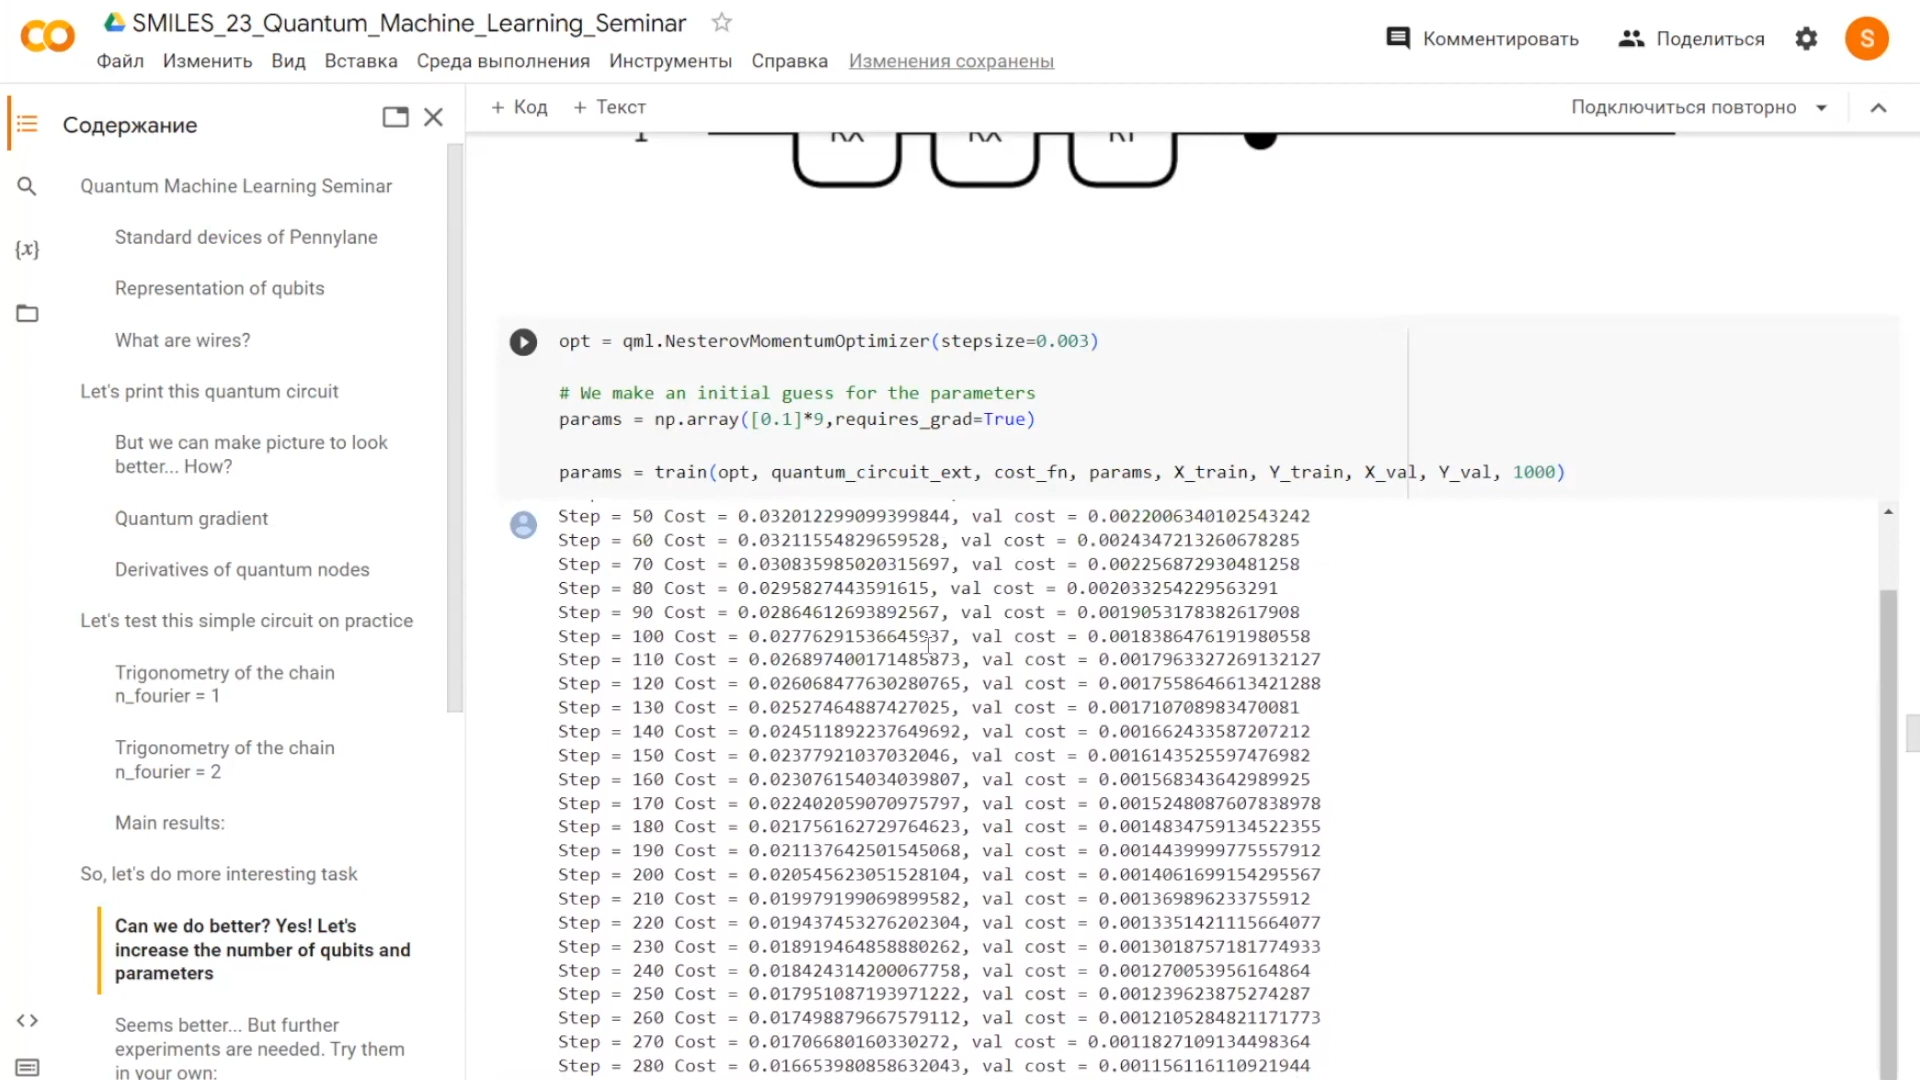 SMILES_23_Quantum_Machine_Learning_Seminar
Файл Изменить Вид Вставка Среда выполнения Инструменты Справка Изменения сохранены
Комментировать Поделиться S
Содержание
+ Код + Текст
Подключиться повторно
Quantum Machine Learning Seminar
Standard devices of Pennylane
Representation of qubits
What are wires?
Let's print this quantum circuit
But we can make picture to look
better... How?
Quantum gradient
Derivatives of quantum nodes
Let's test this simple circuit on practice
Trigonometry of the chain
n_fourier = 1
Trigonometry of the chain
n_fourier = 2
Main results:
So, let's do more interesting task
Can we do better? Yes! Let's
increase the number of qubits and
parameters
Seems better... But further
experiments are needed. Try them
in your own:
{x}
1 RX RX
opt = qml.NesterovMomentumOptimizer(stepsize=0.003)
# We make an initial guess for the parameters
params = np.array([0.1]*9,requires_grad=True)
params = train(opt, quantum_circuit_ext, cost_fn, params, X_train, Y_train, X_val, Y_val, 1000)
Step = 50 Cost = 0.032012299099399844, val cost = 0.0022006340102543242
Step = 60 Cost = 0.03211554829659528, val cost = 0.0024347213260678285
Step = 70 Cost = 0.030835985020315697, val cost = 0.002256872930481258
Step = 80 Cost = 0.0295827443591615, val cost = 0.002033254229563291
Step = 90 Cost = 0.02864612693892567, val cost = 0.0019053178382617908
Step = 100 Cost = 0.02776291536645937, val cost = 0.0018386476191980558
Step = 110 Cost = 0.026897400171485873, val cost = 0.0017963327269132127
Step = 120 Cost = 0.026068477630280765, val cost = 0.0017558646613421288
Step = 130 Cost = 0.02527464887427025, val cost = 0.001710708983470081
Step = 140 Cost = 0.024511892237649692, val cost = 0.001662433587207212
Step = 150 Cost = 0.02377921037032046, val cost = 0.0016143525597476982
Step = 160 Cost = 0.023076154034039807, val cost = 0.001568343642989925
Step = 170 Cost = 0.022402059070975797, val cost = 0.0015248087607838978
Step = 180 Cost = 0.021756162729764623, val cost = 0.0014834759134522355
Step = 190 Cost = 0.021137642501545068, val cost = 0.0014439999775557912
Step = 200 Cost = 0.020545623051528104, val cost = 0.0014061699154295567
Step = 210 Cost = 0.019979199069899582, val cost = 0.001369896233755912
Step = 220 Cost = 0.019437453276202304, val cost = 0.0013351421115664077
Step = 230 Cost = 0.018919464858880262, val cost = 0.0013018757181774933
Step = 240 Cost = 0.018424314200067758, val cost = 0.001270053956164864
Step = 250 Cost = 0.017951087193971222, val cost = 0.001239623875274287
Step = 260 Cost = 0.017498879667579112, val cost = 0.0012105284821171773
Step = 270 Cost = 0.01706680160330272, val cost = 0.0011827109134498364
Step = 280 Cost = 0.016653980858632043, val cost = 0.001156116110921944